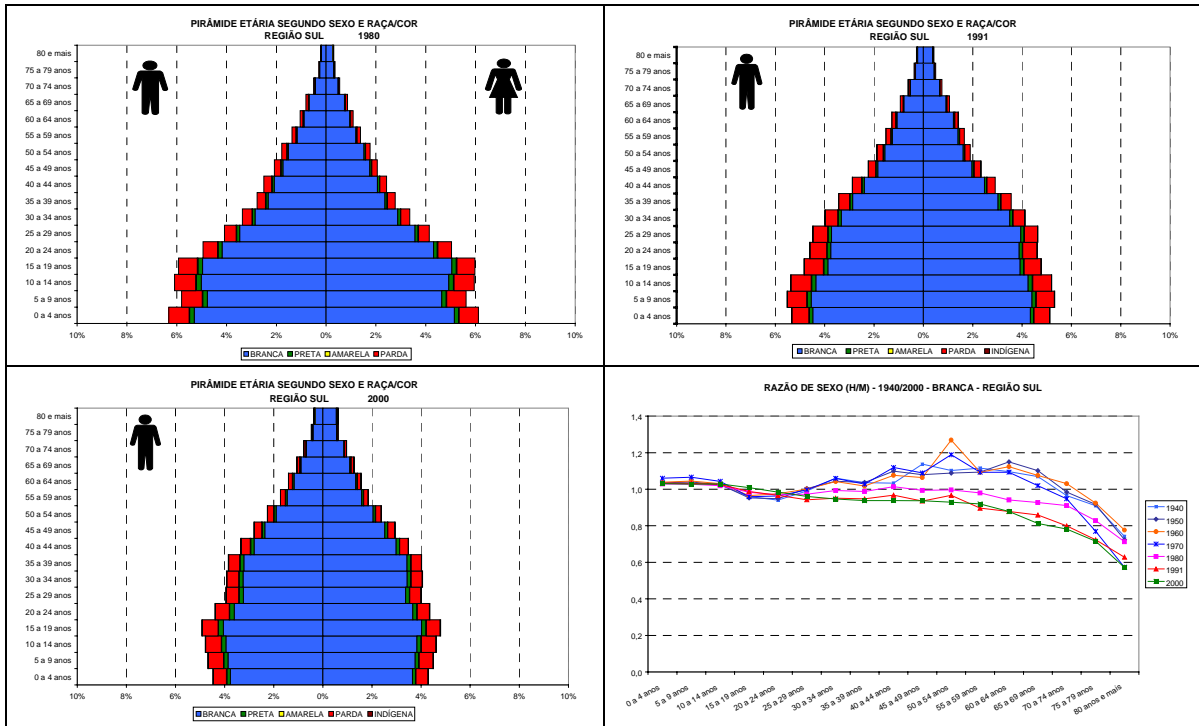 PIRÂMIDE ETÁRIA SEGUNDO SEXO E RAÇA/COR
REGIÃO SUL 1980
80 e mais
75 a 79 anos
70 a 74 anos
65 a 69 anos
60 a 64 anos
55 a 59 anos
50 a 54 anos
45 a 49 anos
40 a 44 anos
35 a 39 anos
30 a 34 anos
25 a 29 anos
20 a 24 anos
15 a 19 anos
10 a 14 anos
5 a 9 anos
0 a 4 anos
10% 8% 6% 4% 2% 0% 2% 4% 6% 8% 10%
BRANCA PRETA AMARELA PARDA
PIRÂMIDE ETÁRIA SEGUNDO SEXO E RAÇA/COR
REGIÃO SUL 1991
80 e mais
75 a 79 anos
70 a 74 anos
65 a 69 anos
60 a 64 anos
55 a 59 anos
50 a 54 anos
45 a 49 anos
40 a 44 anos
35 a 39 anos
30 a 34 anos
25 a 29 anos
20 a 24 anos
15 a 19 anos
10 a 14 anos
5 a 9 anos
0 a 4 anos
10% 8% 6% 4% 2% 0% 2% 4% 6% 8% 10%
BRANCA PRETA AMARELA PARDA INDÍGENA
PIRÂMIDE ETÁRIA SEGUNDO SEXO E RAÇA/COR
REGIÃO SUL 2000
80 e mais
75 a 79 anos
70 a 74 anos
65 a 69 anos
60 a 64 anos
55 a 59 anos
50 a 54 anos
45 a 49 anos
40 a 44 anos
35 a 39 anos
30 a 34 anos
25 a 29 anos
20 a 24 anos
15 a 19 anos
10 a 14 anos
5 a 9 anos
0 a 4 anos
10% 8% 6% 4% 2% 0% 2% 4% 6% 8% 10%
BRANCA PRETA AMARELA PARDA INDÍGENA
RAZÃO DE SEXO (H/M) - 1940/2000 - BRANCA - REGIÃO SUL
1,4
1,2
1,0
0,8
0,6
0,4
0,2
0,0
0 a 4 anos
5 a 9 anos
10 a 14 anos
15 a 19 anos
20 a 24 anos
25 a 29 anos
30 a 34 anos
35 a 39 anos
40 a 44 anos
45 a 49 anos
50 a 54 anos
55 a 59 anos
60 a 64 anos
65 a 69 anos
70 a 74 anos
75 a 79 anos
80 anos e mais
1940
1950
1960
1970
1980
1991
2000